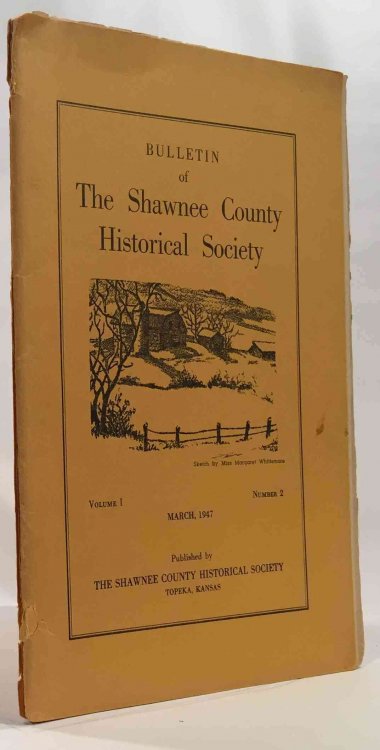 BULLETIN
of
The Shawnee County
Historical Society
Sketch by Miss Margaret Whittemore
VOLUME I NUMBER 2
MARCH, 1947
Published by
THE SHAWNEE COUNTY HISTORICAL SOCIETY
TOPEKA, KANSAS